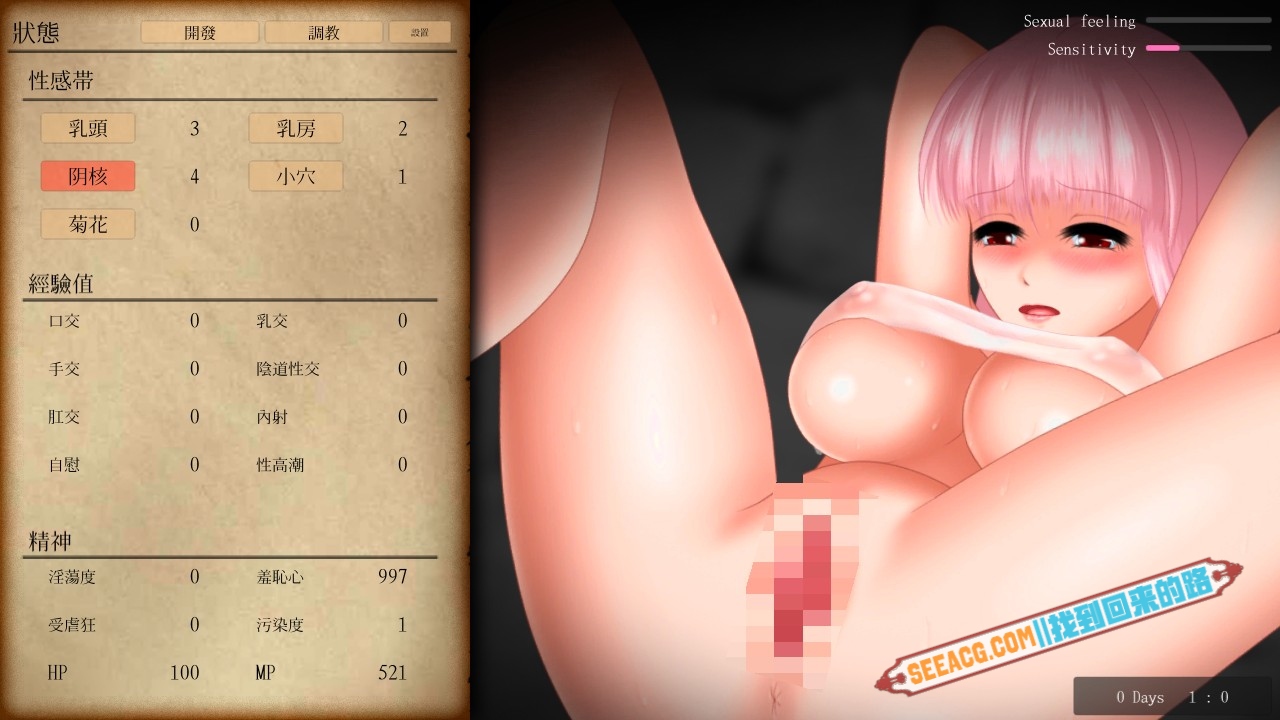 狀態 開發 調教 設置
性感帯
乳頭 3 乳房 2
阴核 4 小穴 1
菊花 0
經驗值
口交 0 乳交 0
手交 0 陰道性交 0
肛交 0 內射 0
自慰 0 性高潮 0
精神
淫蕩度 0 羞恥心 997
受虐狂 0 污染度 1
HP 100 MP 521
Sexual feeling
Sensitivity
SEEACG.COM||找到回来的路
0 Days 1 : 0